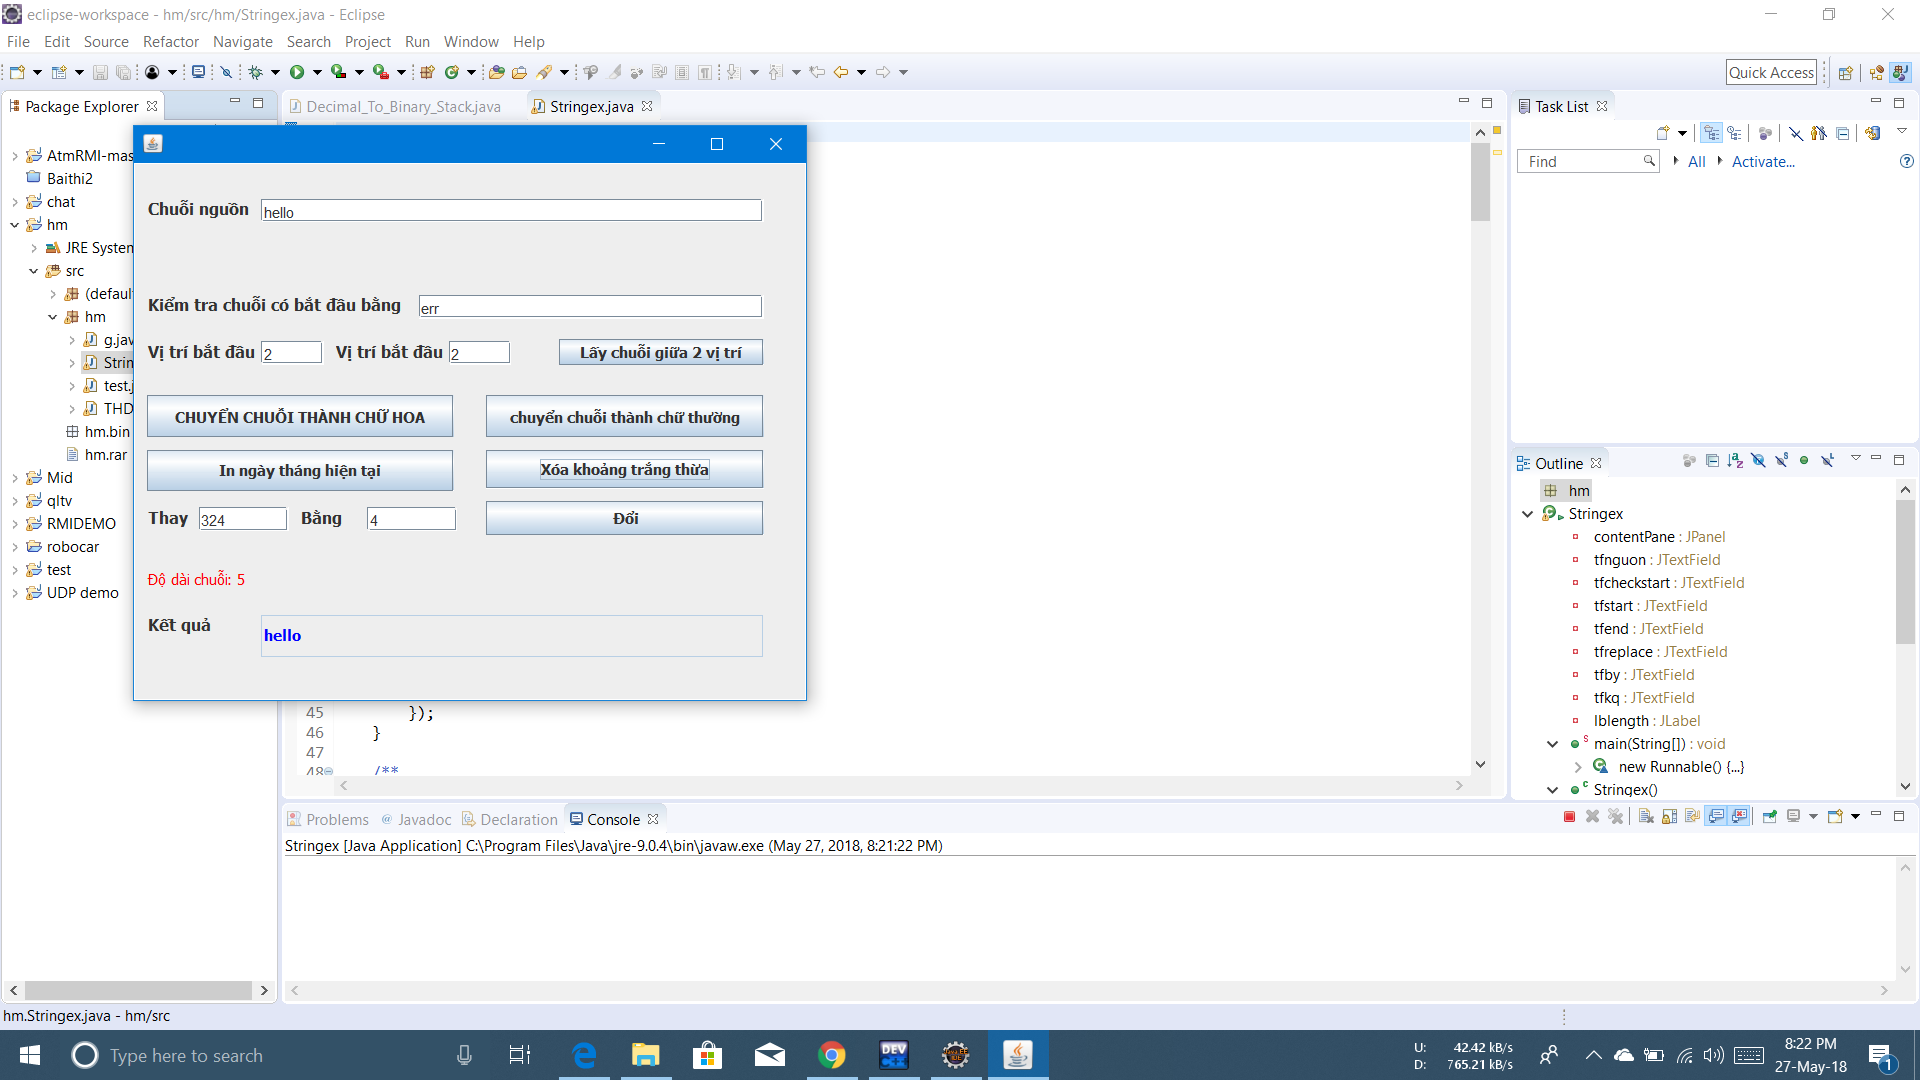 eclipse-workspace - hm/src/hm/Stringex.java - Eclipse
File Edit Source Refactor Navigate Search Project Run Window Help
Quick Access
Package Explorer
Decimal_To_Binary_Stack.java
Stringex.java
Task List
Find
All
Activate...
AtmRMI-mas
Baithi2
chat
hm
JRE System
src
(defaul
hm
g.jav
Strin
test.j
THD
hm.bin
hm.rar
Mid
qltv
RMIDEMO
robocar
test
UDP demo
Chuỗi nguồn hello
Kiểm tra chuỗi có bắt đầu bằng err
Vị trí bắt đầu 2 Vị trí bắt đầu 2 Lấy chuỗi giữa 2 vị trí
CHUYỂN CHUỖI THÀNH CHỮ HOA chuyển chuỗi thành chữ thường
In ngày tháng hiện tại Xóa khoảng trắng thừa
Thay 324 Bằng 4 Đổi
Độ dài chuỗi: 5
Kết quả hello
45 });
46 }
47
48 /**
Outline
hm
Stringex
contentPane : JPanel
tfnguon : JTextField
tfcheckstart : JTextField
tfstart : JTextField
tfend : JTextField
tfreplace : JTextField
tfby : JTextField
tfkq : JTextField
lblength : JLabel
main(String[]) : void
new Runnable() {...}
Stringex()
Problems @ Javadoc Declaration Console
Stringex [Java Application] C:\Program Files\Java\jre-9.0.4\bin\javaw.exe (May 27, 2018, 8:21:22 PM)
hm.Stringex.java - hm/src
Type here to search
DEV
U: 42.42 kB/s
D: 765.21 kB/s
8:22 PM
27-May-18
1